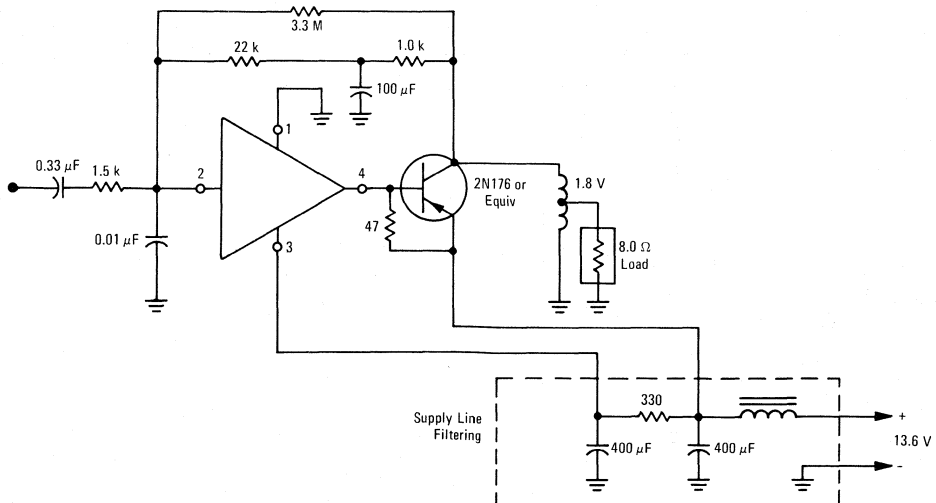 3.3 M
22 k
1.0 k
100 μF
1
0.33 μF
1.5 k
2
4
2N176 or
Equiv
1.8 V
47
0.01 μF
3
8.0 Ω
Load
Supply Line
Filtering
330
+
13.6 V
400 μF
400 μF
-